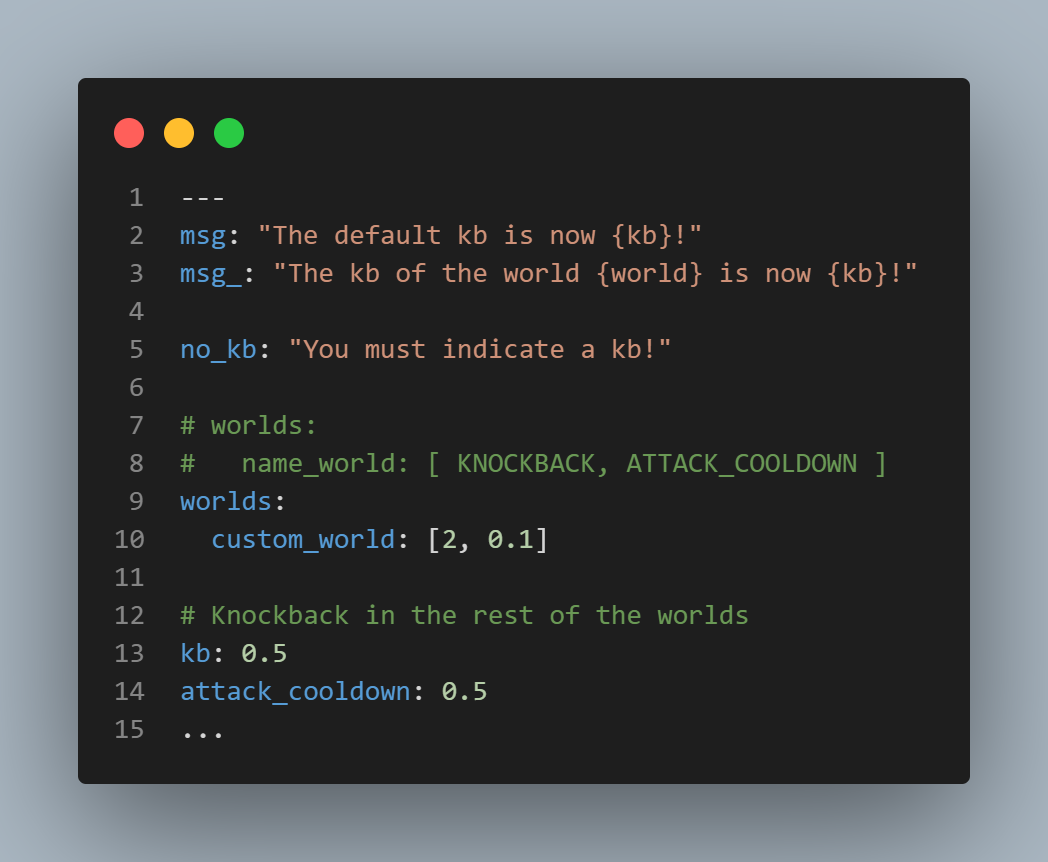 1 ---
2 msg: "The default kb is now {kb}!"
3 msg_: "The kb of the world {world} is now {kb}!"
4
5 no_kb: "You must indicate a kb!"
6
7 # worlds:
8 #   name_world: [ KNOCKBACK, ATTACK_COOLDOWN ]
9 worlds:
10   custom_world: [2, 0.1]
11
12 # Knockback in the rest of the worlds
13 kb: 0.5
14 attack_cooldown: 0.5
15 ...